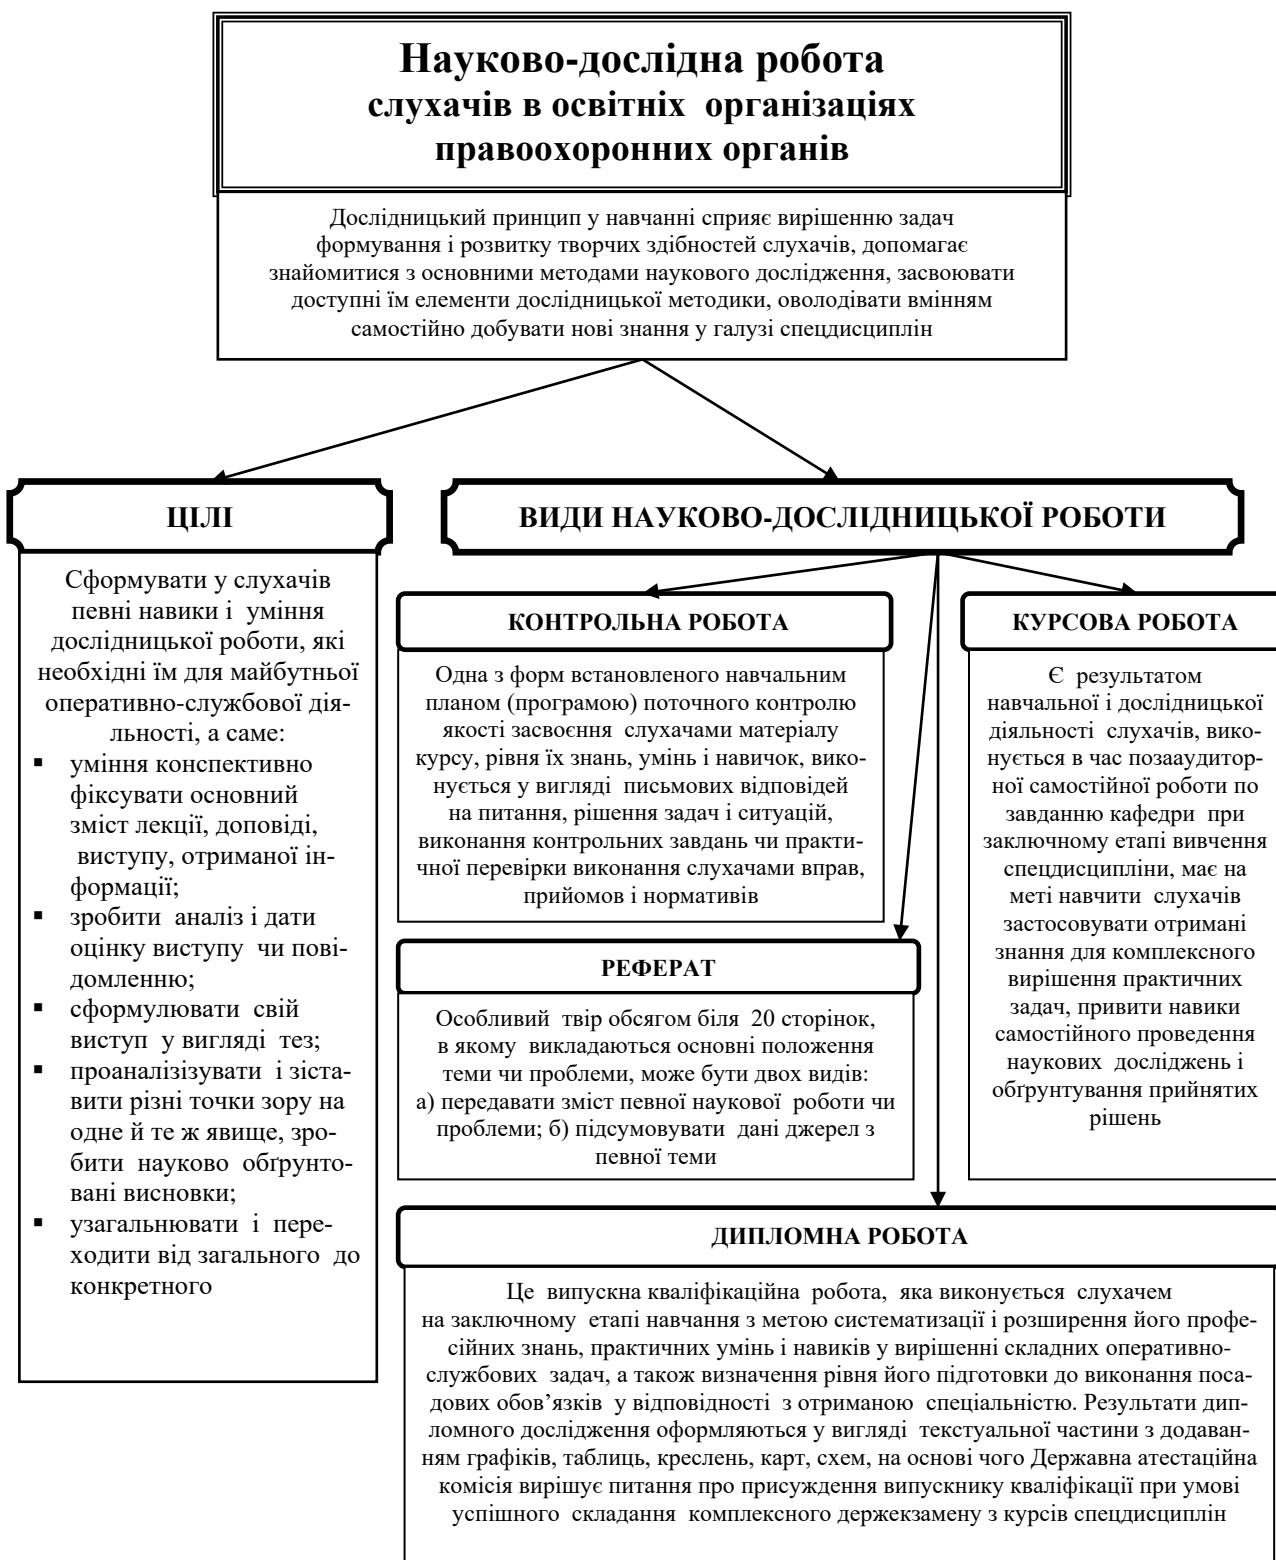 Науково-дослідна робота
слухачів в освітніх організаціях
правоохоронних органів
Дослідницький принцип у навчанні сприяє вирішенню задач
формування і розвитку творчих здібностей слухачів, допомагає
знайомитися з основними методами наукового дослідження, засвоювати
доступні їм елементи дослідницької методики, оволодівати вмінням
самостійно добувати нові знання у галузі спецдисциплін
ЦІЛІ
Сформувати у слухачів
певні навики і уміння
дослідницької роботи, які
необхідні їм для майбутньої
оперативно-службової дія-
льності, а саме:
▪ уміння конспективно
фіксувати основний
зміст лекції, доповіді,
виступу, отриманої ін-
формації;
▪ зробити аналіз і дати
оцінку виступу чи пові-
домленню;
▪ сформулювати свій
виступ у вигляді тез;
▪ проаналізізувати і зіста-
вити різні точки зору на
одне й те ж явище, зро-
бити науково обґрунто-
вані висновки;
▪ узагальнювати і пере-
ходити від загального до
конкретного
ВИДИ НАУКОВО-ДОСЛІДНИЦЬКОЇ РОБОТИ
КОНТРОЛЬНА РОБОТА
Одна з форм встановленого навчальним
планом (програмою) поточного контролю
якості засвоєння слухачами матеріалу
курсу, рівня їх знань, умінь і навичок, вико-
нується у вигляді письмових відповідей
на питання, рішення задач і ситуацій,
виконання контрольних завдань чи практи-
чної перевірки виконання слухачами вправ,
прийомов і нормативів
РЕФЕРАТ
Особливий твір обсягом біля 20 сторінок,
в якому викладаються основні положення
теми чи проблеми, може бути двох видів:
а) передавати зміст певної наукової роботи чи
проблеми; б) підсумовувати дані джерел з
певної теми
КУРСОВА РОБОТА
Є результатом
навчальної і дослідницької
діяльності слухачів, вико-
нується в час позааудитор-
ної самостійної роботи по
завданню кафедри при
заключному етапі вивчення
спецдисципліни, має на
меті навчити слухачів
застосовувати отримані
знання для комплексного
вирішення практичних
задач, привити навики
самостійного проведення
наукових досліджень і
обґрунтування прийнятих
рішень
ДИПЛОМНА РОБОТА
Це випускна кваліфікаційна робота, яка виконується слухачем
на заключному етапі навчання з метою систематизації і розширення його профе-
сійних знань, практичних умінь і навиків у вирішенні складних оперативно-
службових задач, а також визначення рівня його підготовки до виконання поса-
дових обов’язків у відповідності з отриманою спеціальністю. Результати дип-
ломного дослідження оформляються у вигляді текстуальної частини з додаван-
ням графіків, таблиць, креслень, карт, схем, на основі чого Державна атестаційна
комісія вирішує питання про присудження випускнику кваліфікації при умові
успішного складання комплексного держекзамену з курсів спецдисциплін